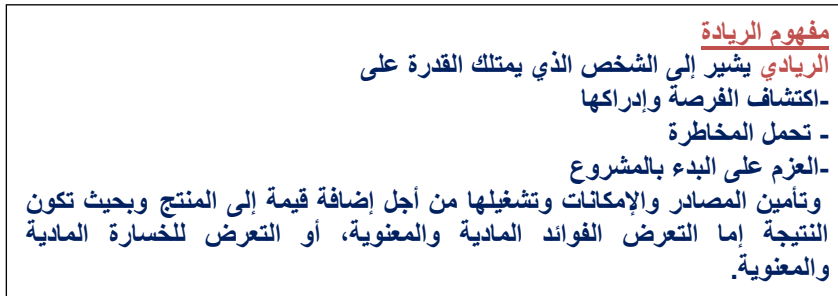 مفهوم الريادة
الريادي يشير إلى الشخص الذي يمتلك القدرة على
-اكتشاف الفرصة وإدراكها
- تحمل المخاطرة
-العزم على البدء بالمشروع
وتأمين المصادر والإمكانات وتشغيلها من أجل إضافة قيمة إلى المنتج وبحيث تكون
النتيجة إما التعرض الفوائد المادية والمعنوية، أو التعرض للخسارة المادية
والمعنوية.